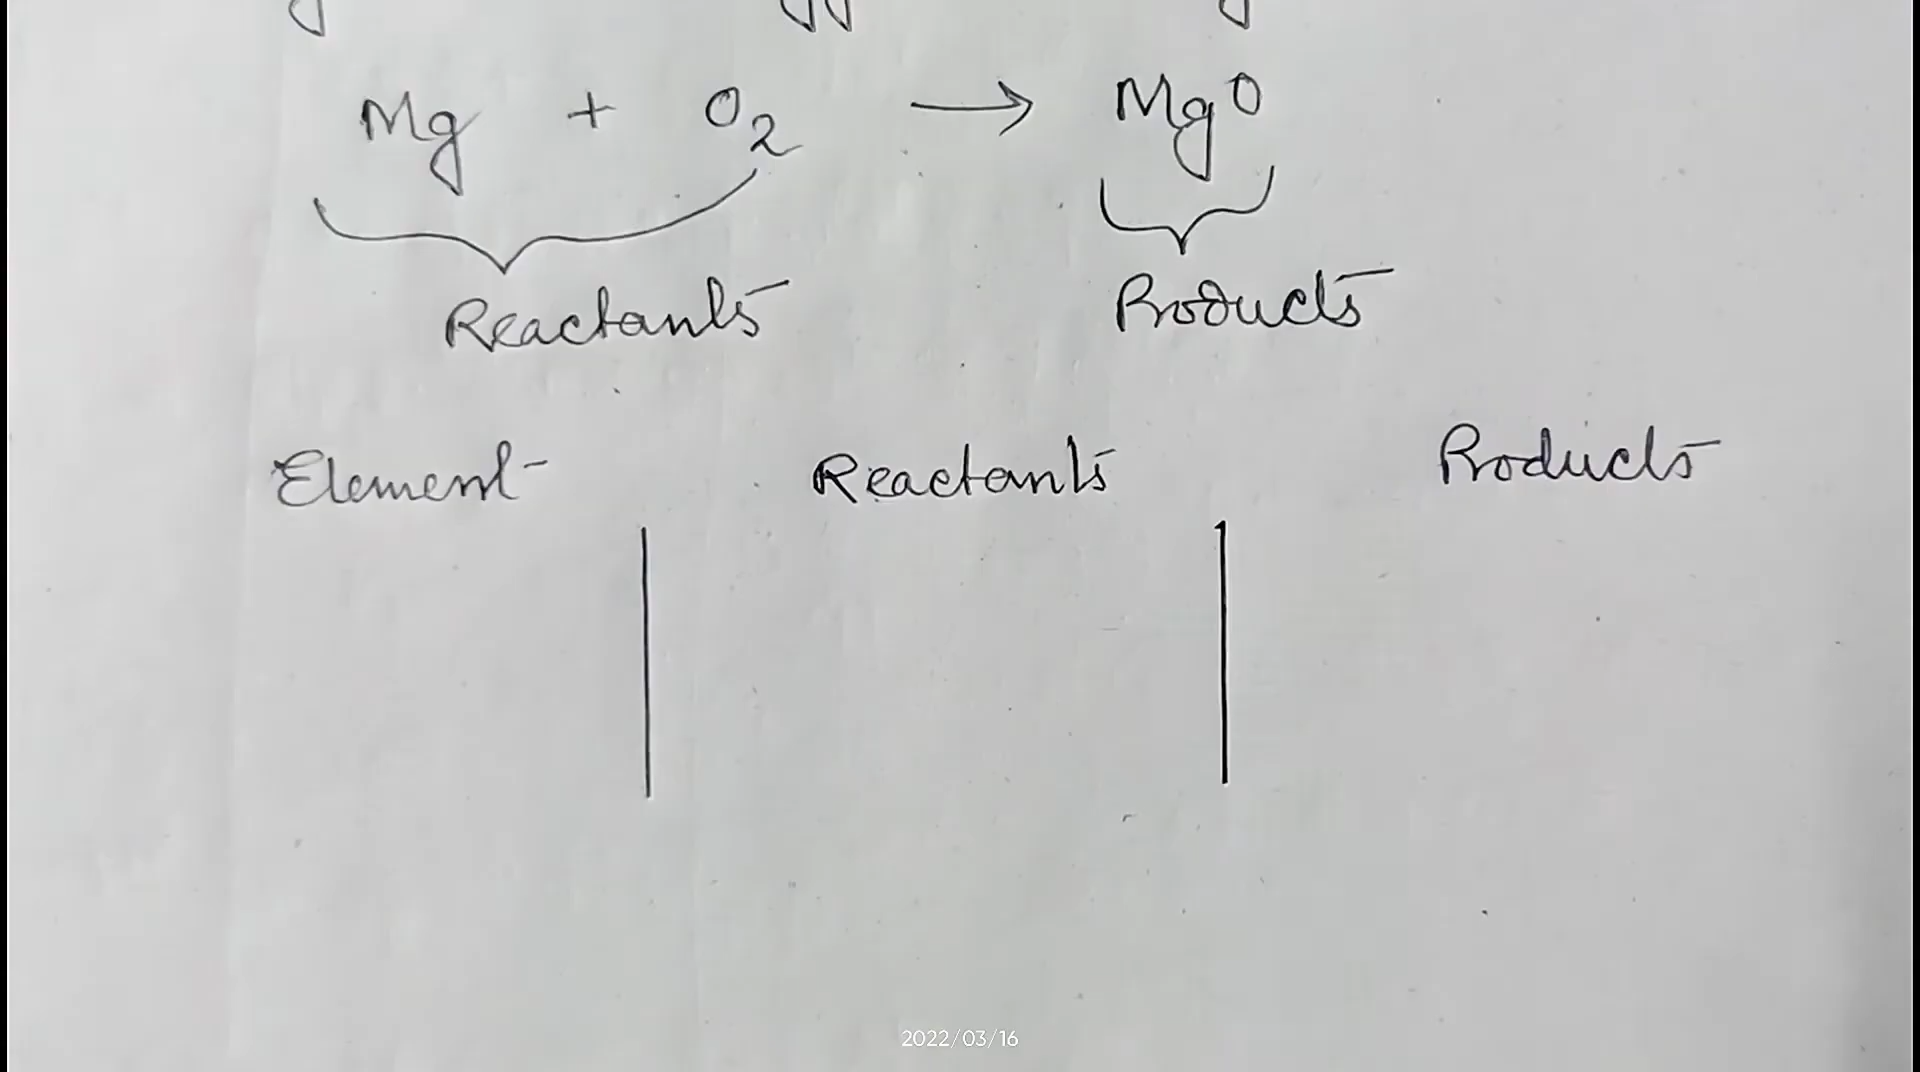 Mg + O2 → MgO
Reactants Products
Element Reactants Products
2022/03/16